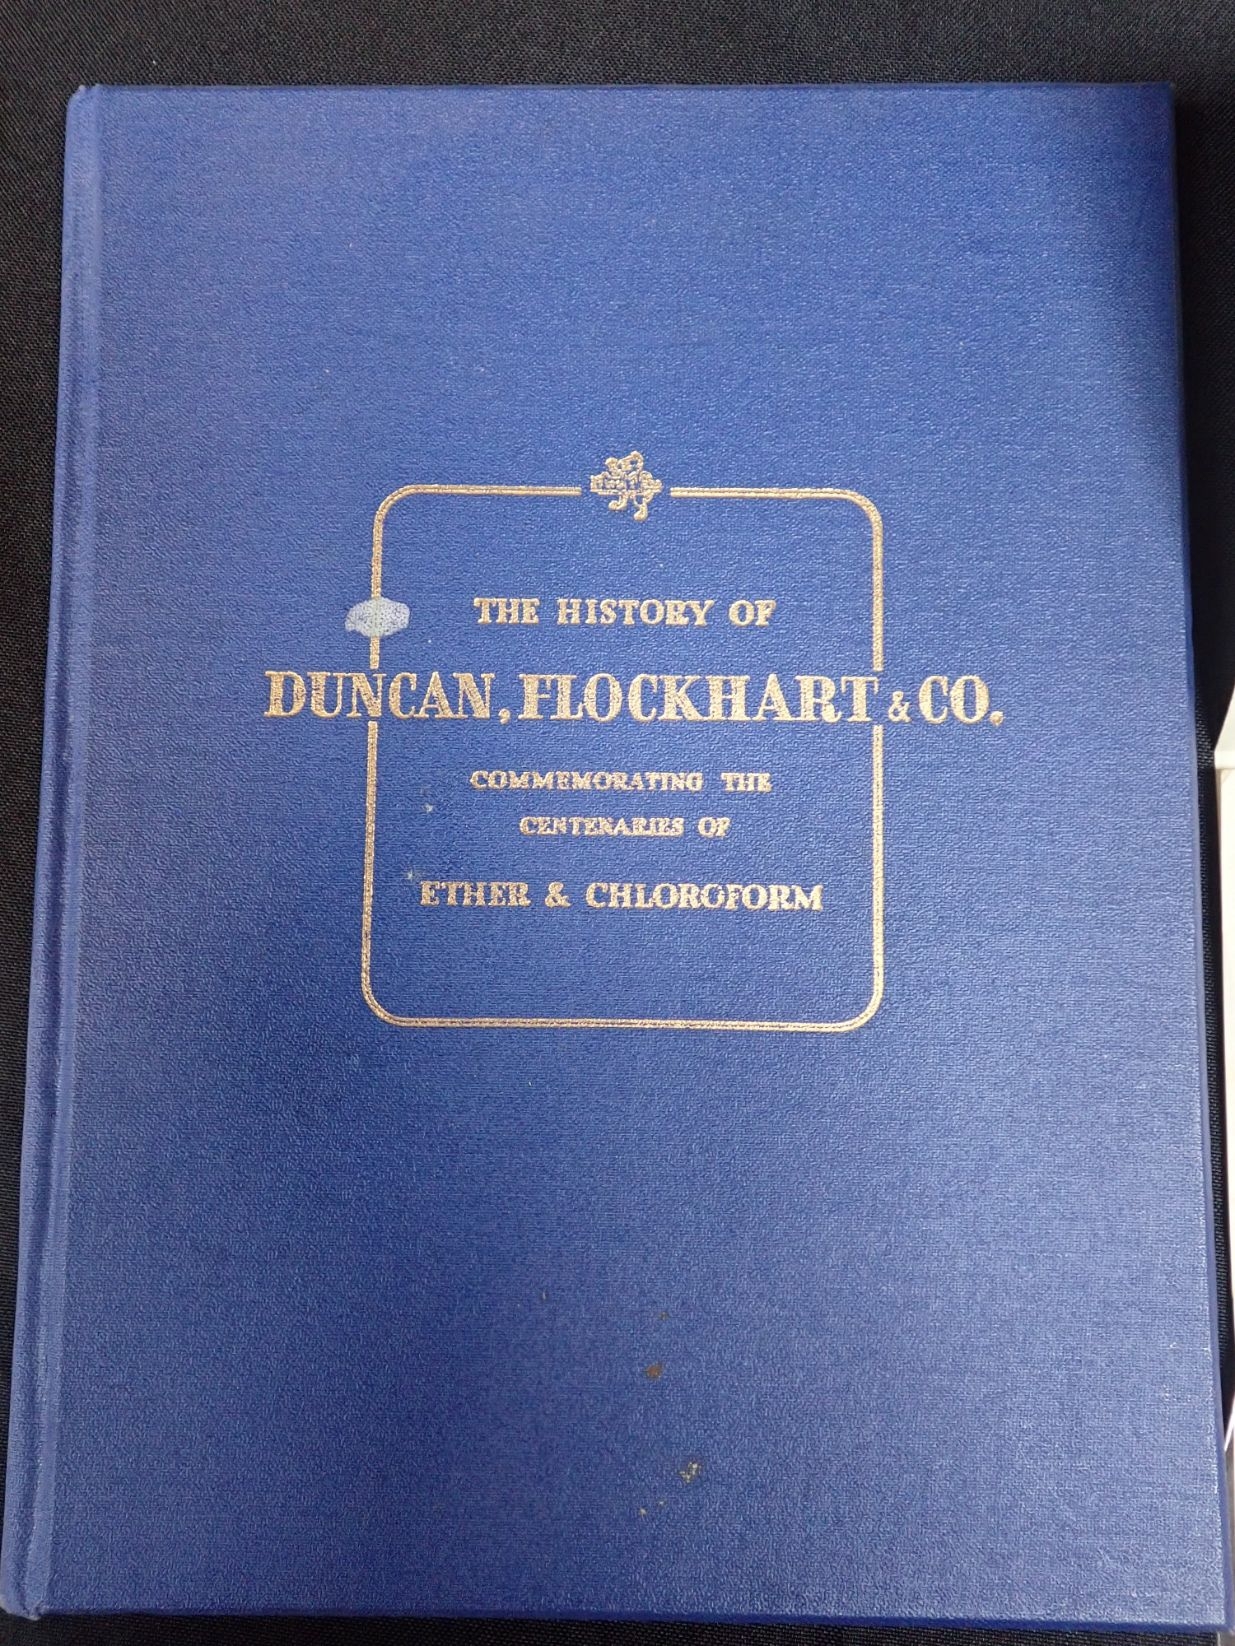 THE HISTORY OF
DUNCAN, FLOCKHART & CO.
COMMEMORATING THE
CENTENARIES OF
ETHER & CHLOROFORM